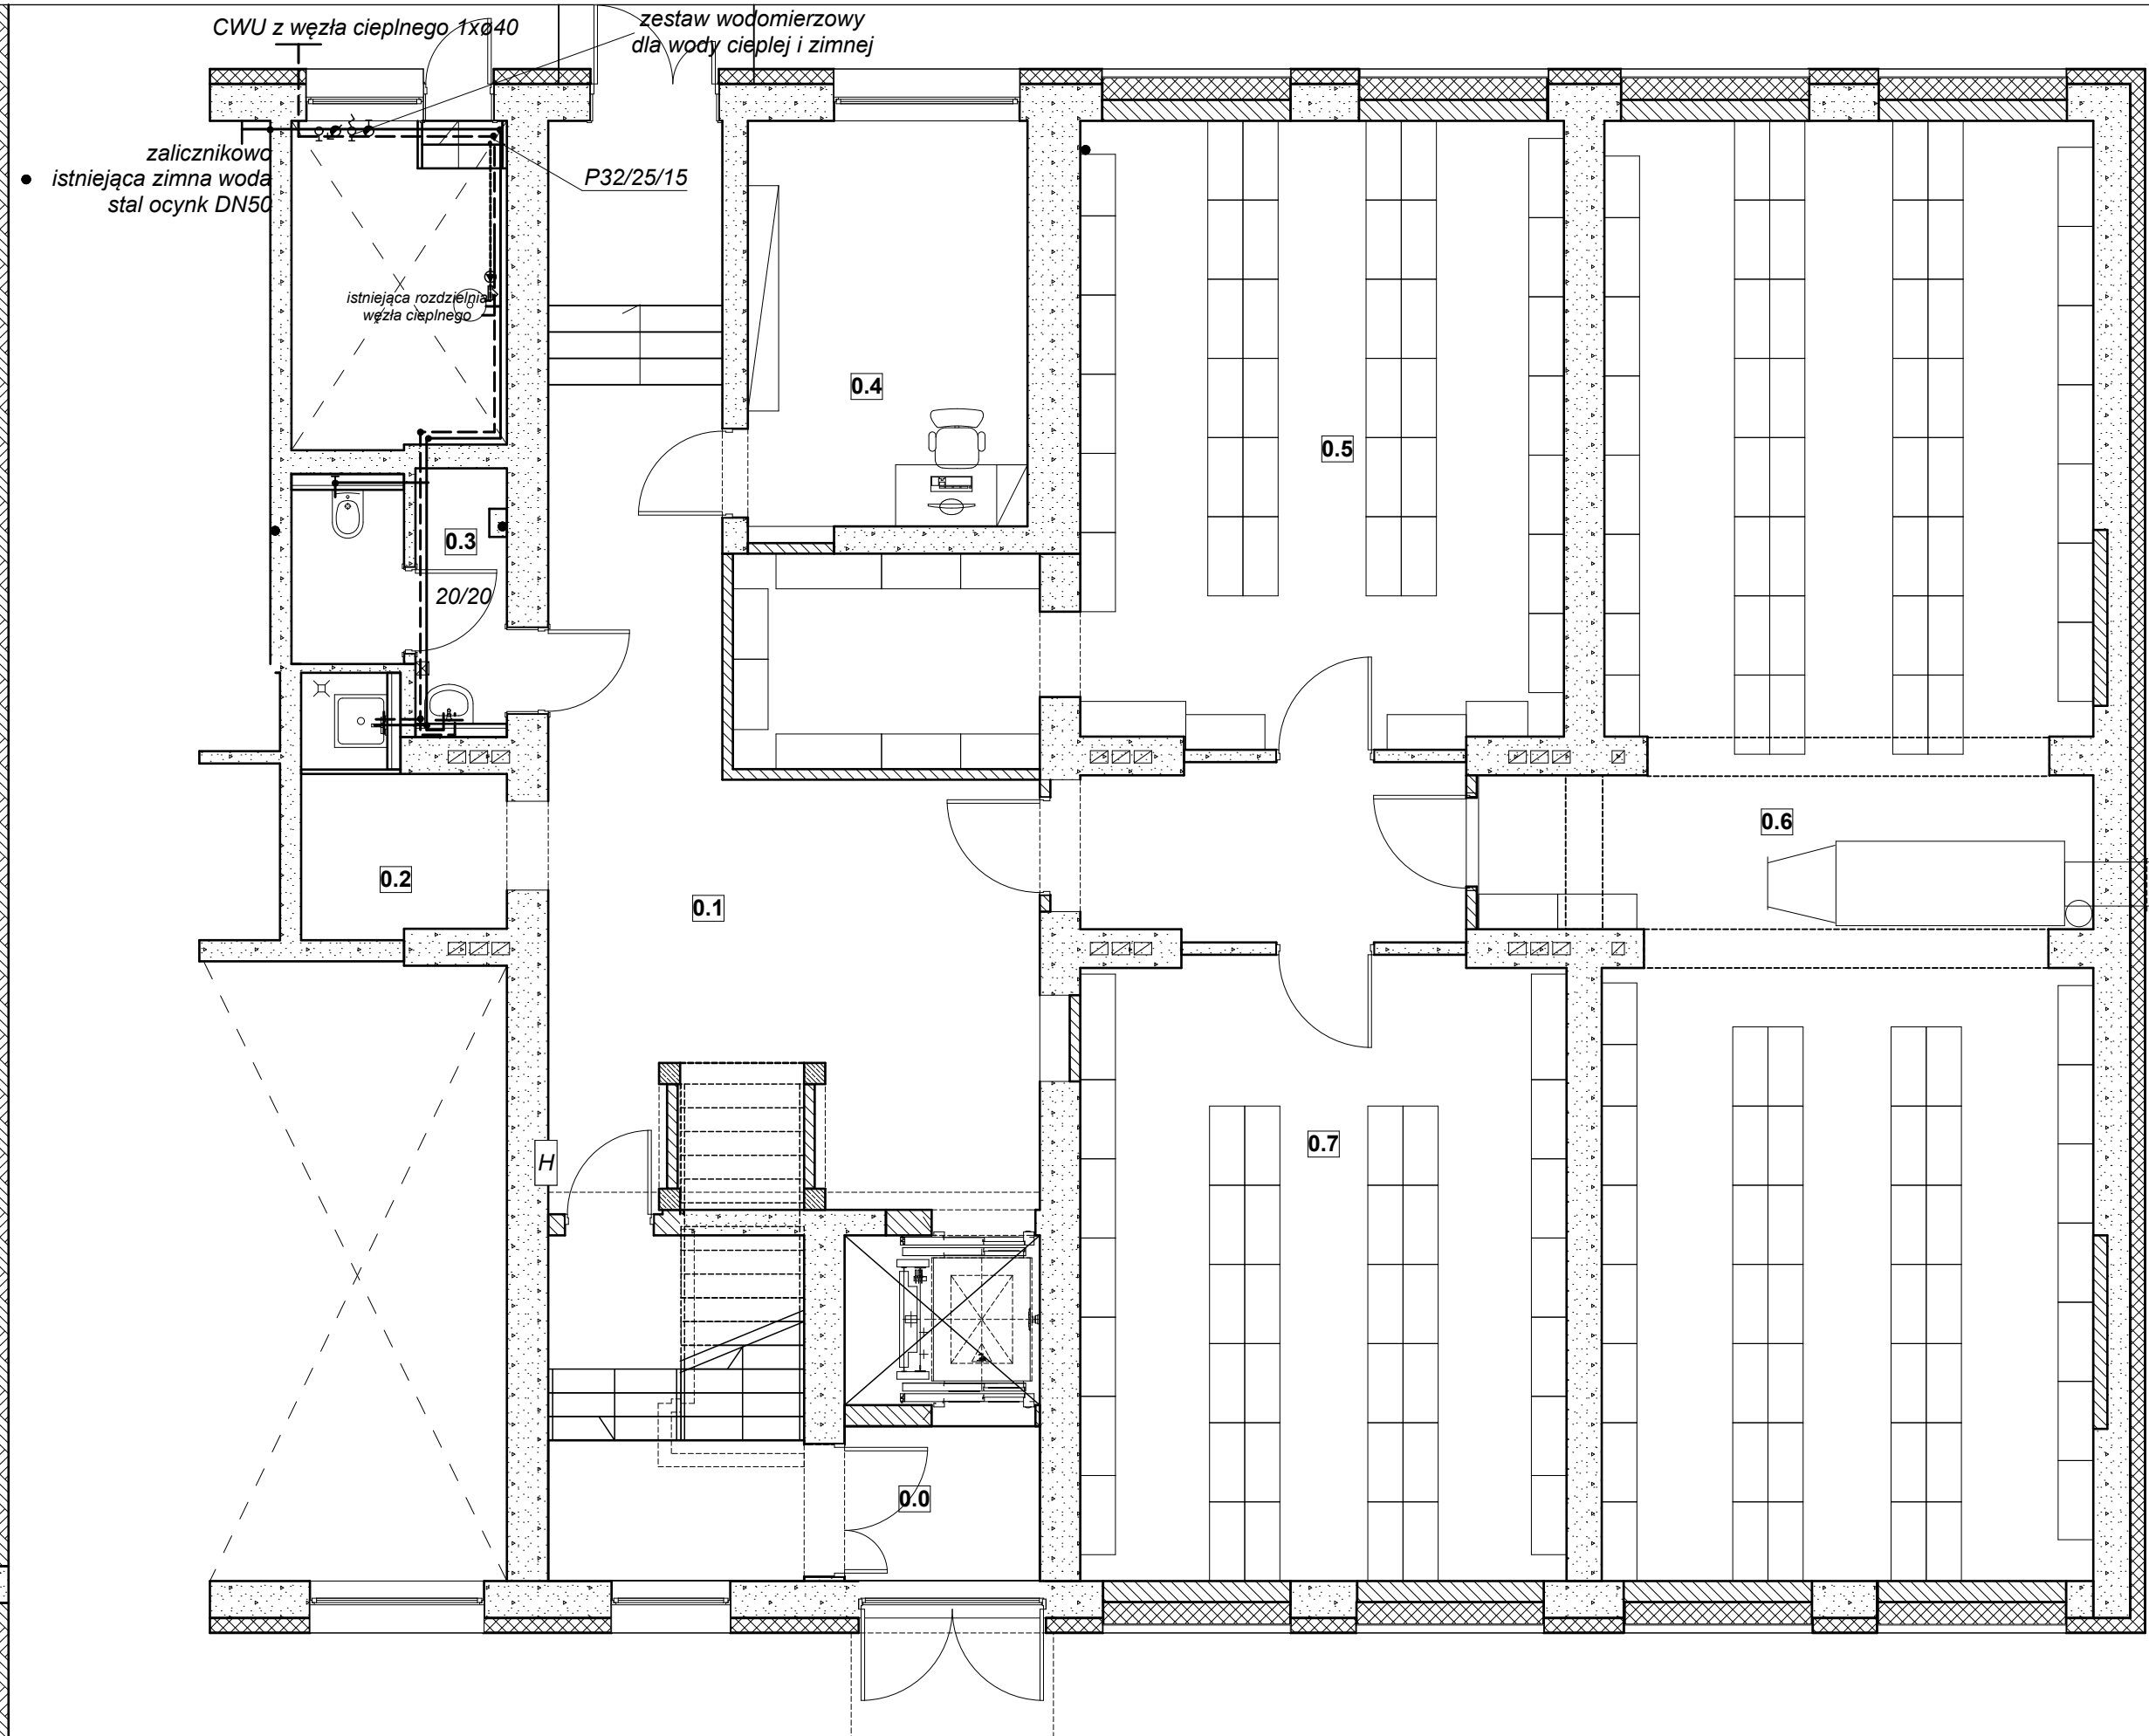 CWU z węzła cieplnego 1xø40
zestaw wodomierzowy
dla wody cieplej i zimnej
zalicznikowo
istniejąca zimna woda
stal ocynk DN50
P32/25/15
istniejąca rozdzielnia
węzła cieplnego
0.4
0.5
0.3
20/20
0.6
0.2
0.1
0.7
H
0.0